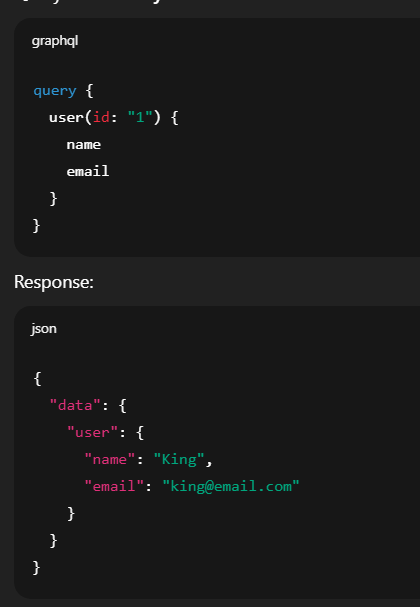 graphql
query {
  user(id: "1") {
    name
    email
  }
}
Response:
json
{
  "data": {
    "user": {
      "name": "King",
      "email": "king@email.com"
    }
  }
}